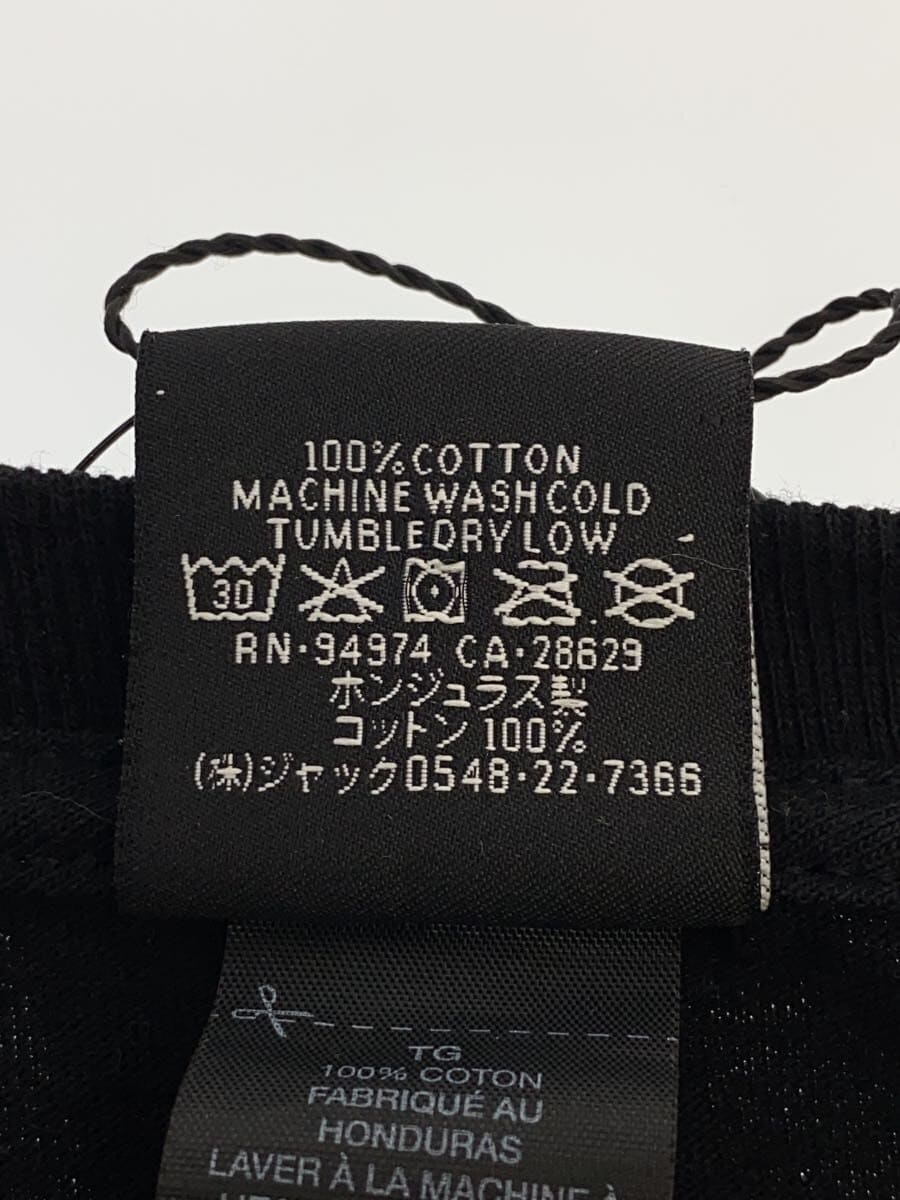 100% COTTON
MACHINE WASH COLD
TUMBLE DRY LOW
30
RN·94974 CA·28629
ホンジュラス製
コットン 100%
(株)ジャック0548·22·7366
TG
100% COTON
FABRIQUÉ AU
HONDURAS
LAVER À LA MACHINE À